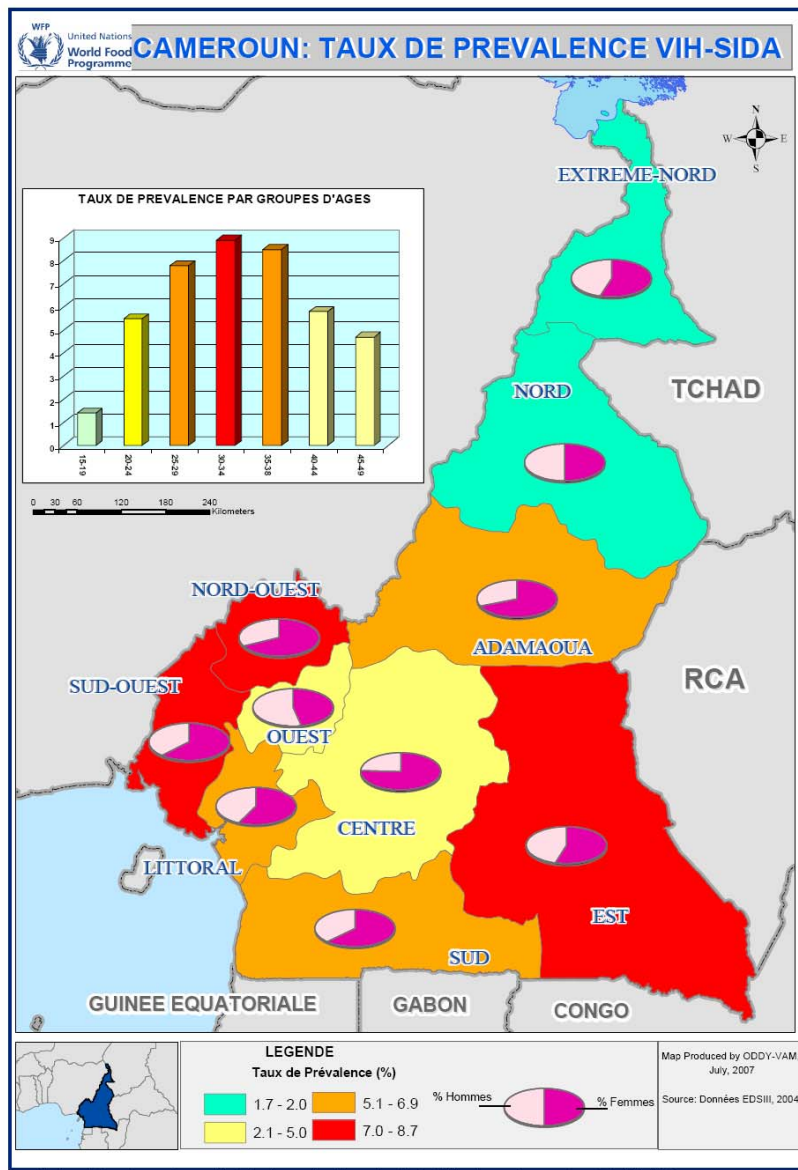 WFP
United Nations
World Food
Programme
CAMEROUN: TAUX DE PREVALENCE VIH-SIDA
N
W E
S
EXTREME-NORD
TAUX DE PREVALENCE PAR GROUPES D'AGES
9
8
7
6
5
4
3
2
1
0
15-19 20-24 25-29 30-34 35-38 40-44 45-49
NORD
TCHAD
0 30 60 120 180 240
Kilometers
NORD-OUEST
ADAMAOUA
SUD-OUEST
RCA
OUEST
CENTRE
LITTORAL
EST
SUD
GUINEE EQUATORIALE
GABON
CONGO
LEGENDE
Taux de Prévalence (%)
1.7 - 2.0
5.1 - 6.9
2.1 - 5.0
7.0 - 8.7
% Hommes
% Femmes
Map Produced by ODDY-VAM,
July, 2007
Source: Données EDSIII, 2004